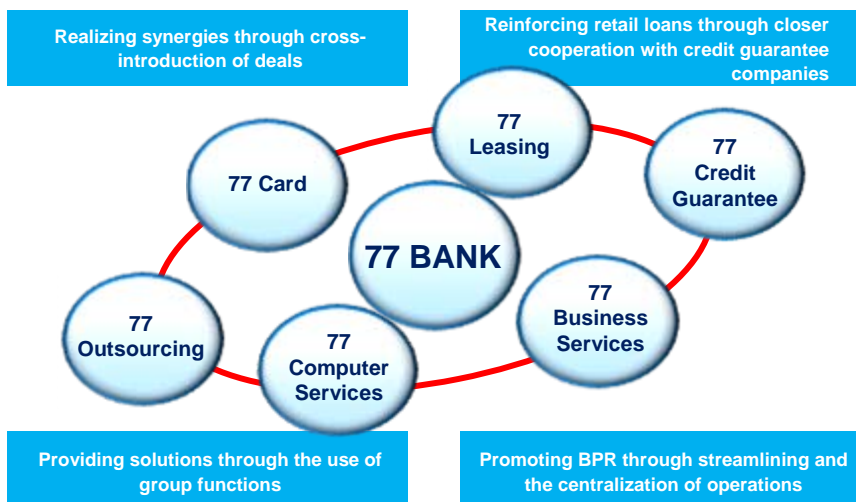 Realizing synergies through cross-
introduction of deals
Reinforcing retail loans through closer
cooperation with credit guarantee
companies
77
Leasing
77
Credit
Guarantee
77 Card
77 BANK
77
Outsourcing
77
Computer
Services
77
Business
Services
Providing solutions through the use of
group functions
Promoting BPR through streamlining and
the centralization of operations